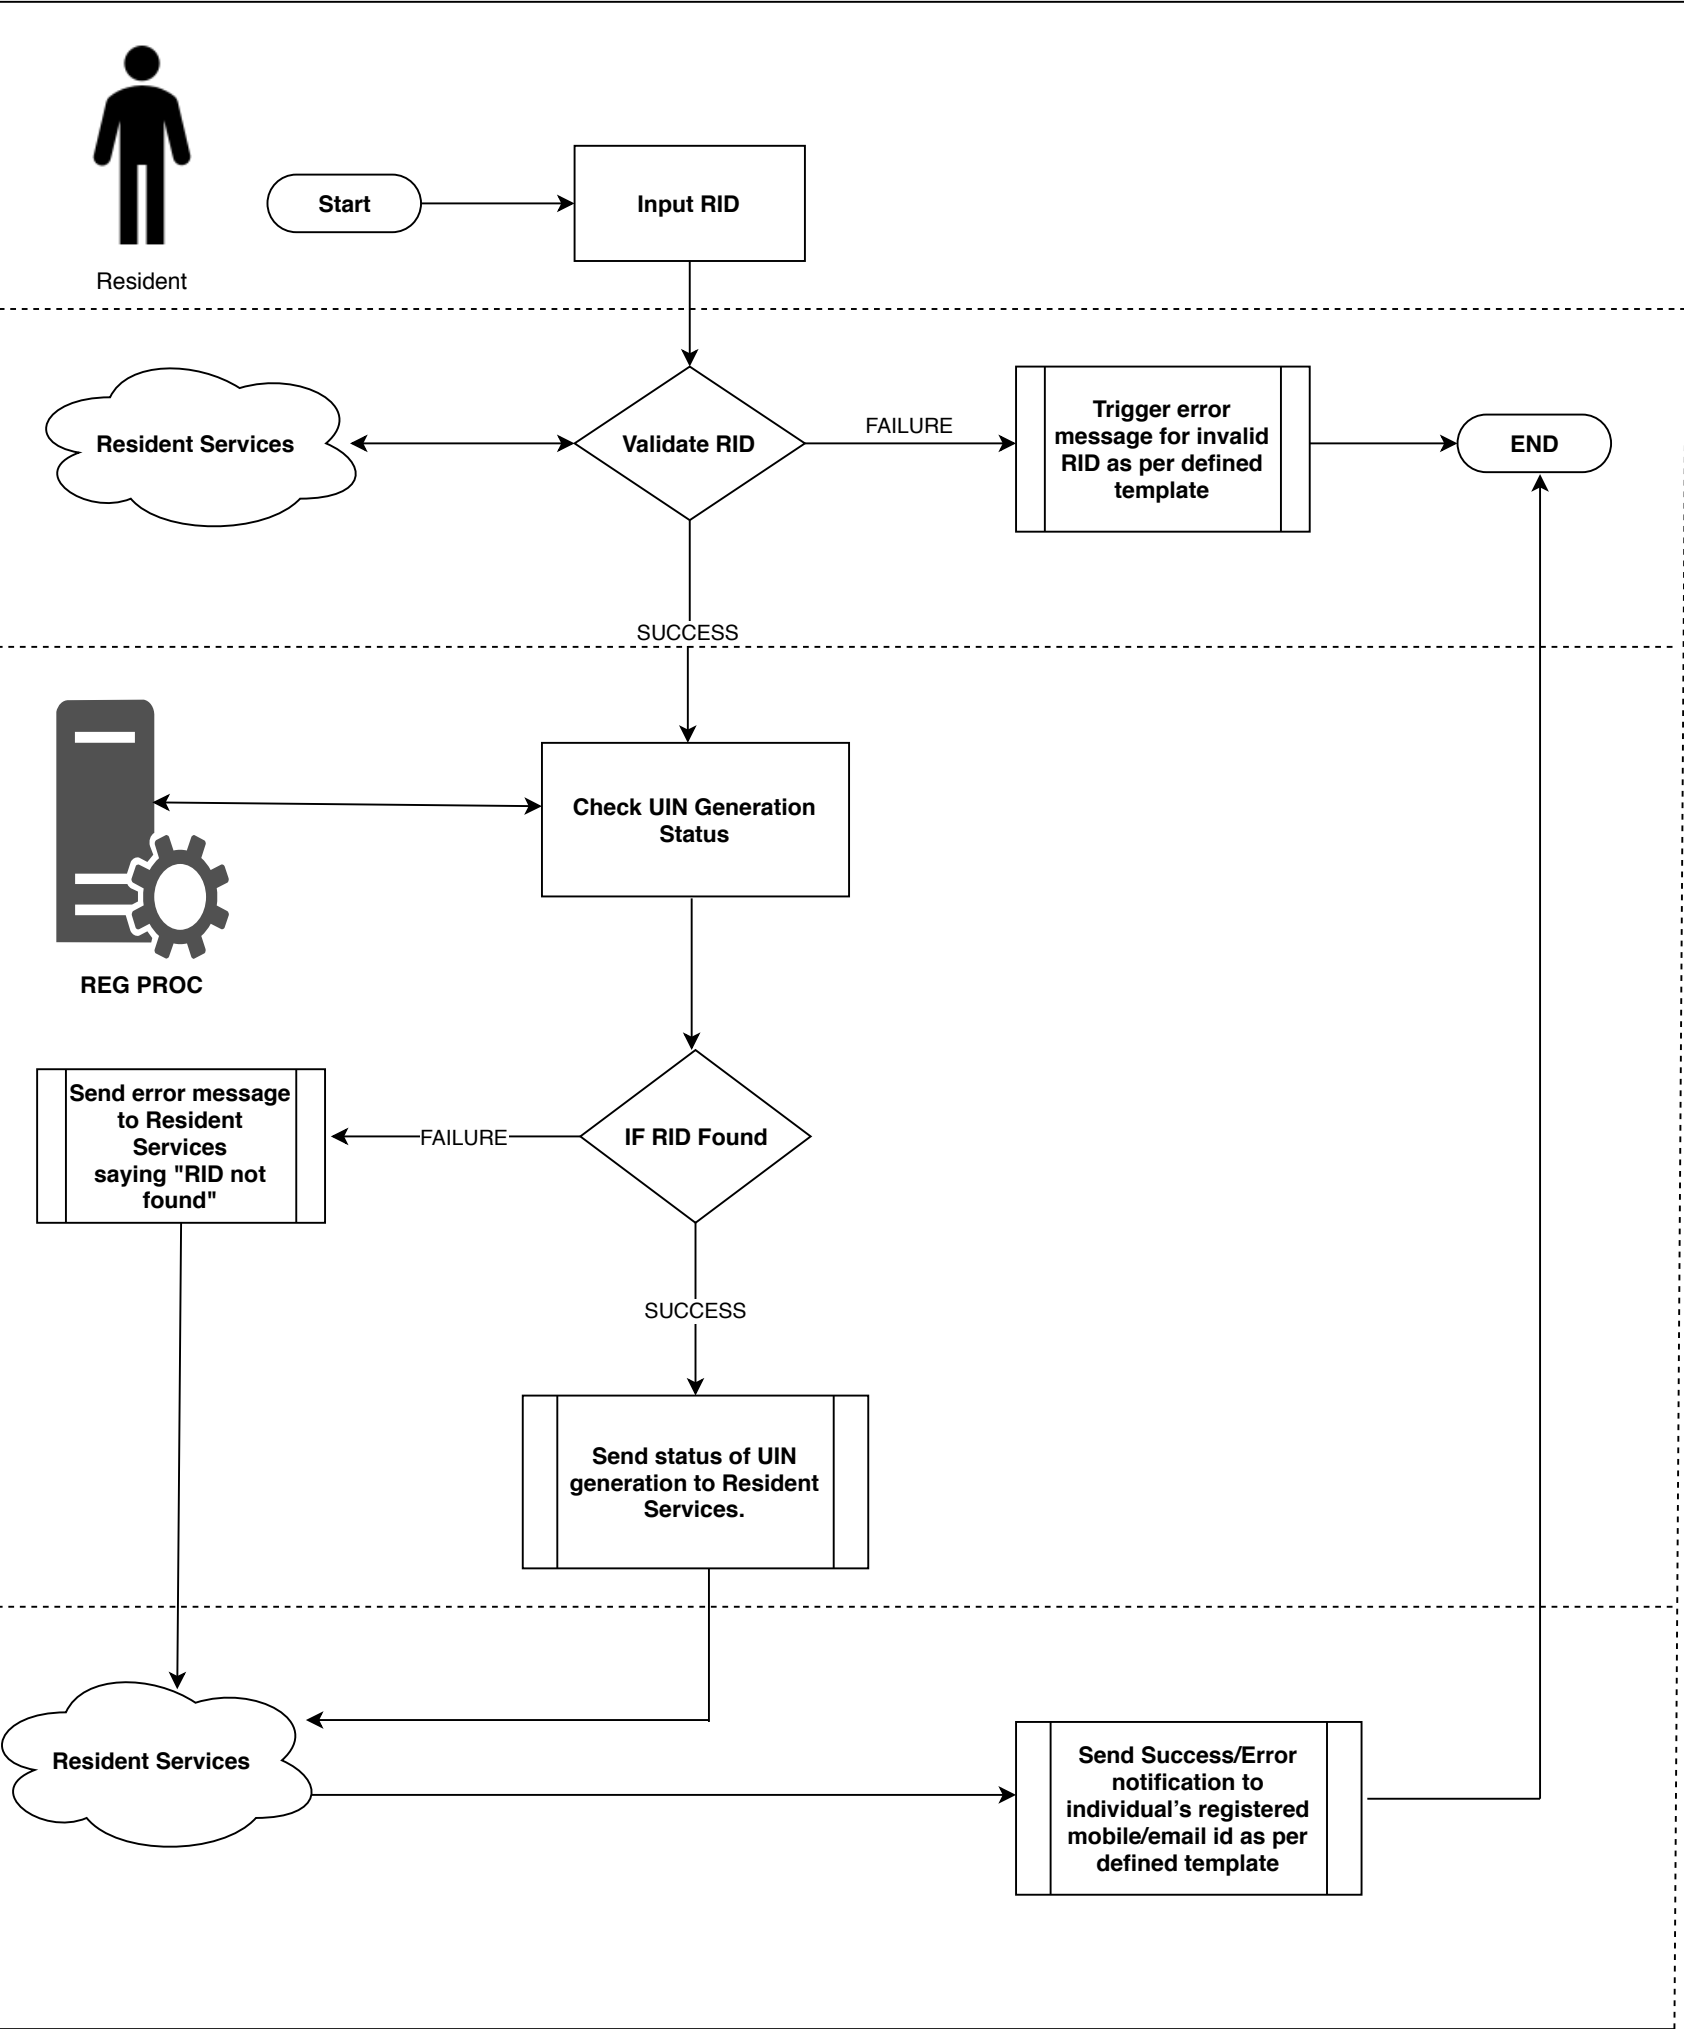 Start
Input RID
Resident
Resident Services
Validate RID
FAILURE
Trigger error
message for invalid
RID as per defined
template
END
SUCCESS
Check UIN Generation
Status
REG PROC
Send error message
to Resident
Services
saying "RID not
found"
FAILURE
IF RID Found
SUCCESS
Send status of UIN
generation to Resident
Services.
Resident Services
Send Success/Error
notification to
individual’s registered
mobile/email id as per
defined template